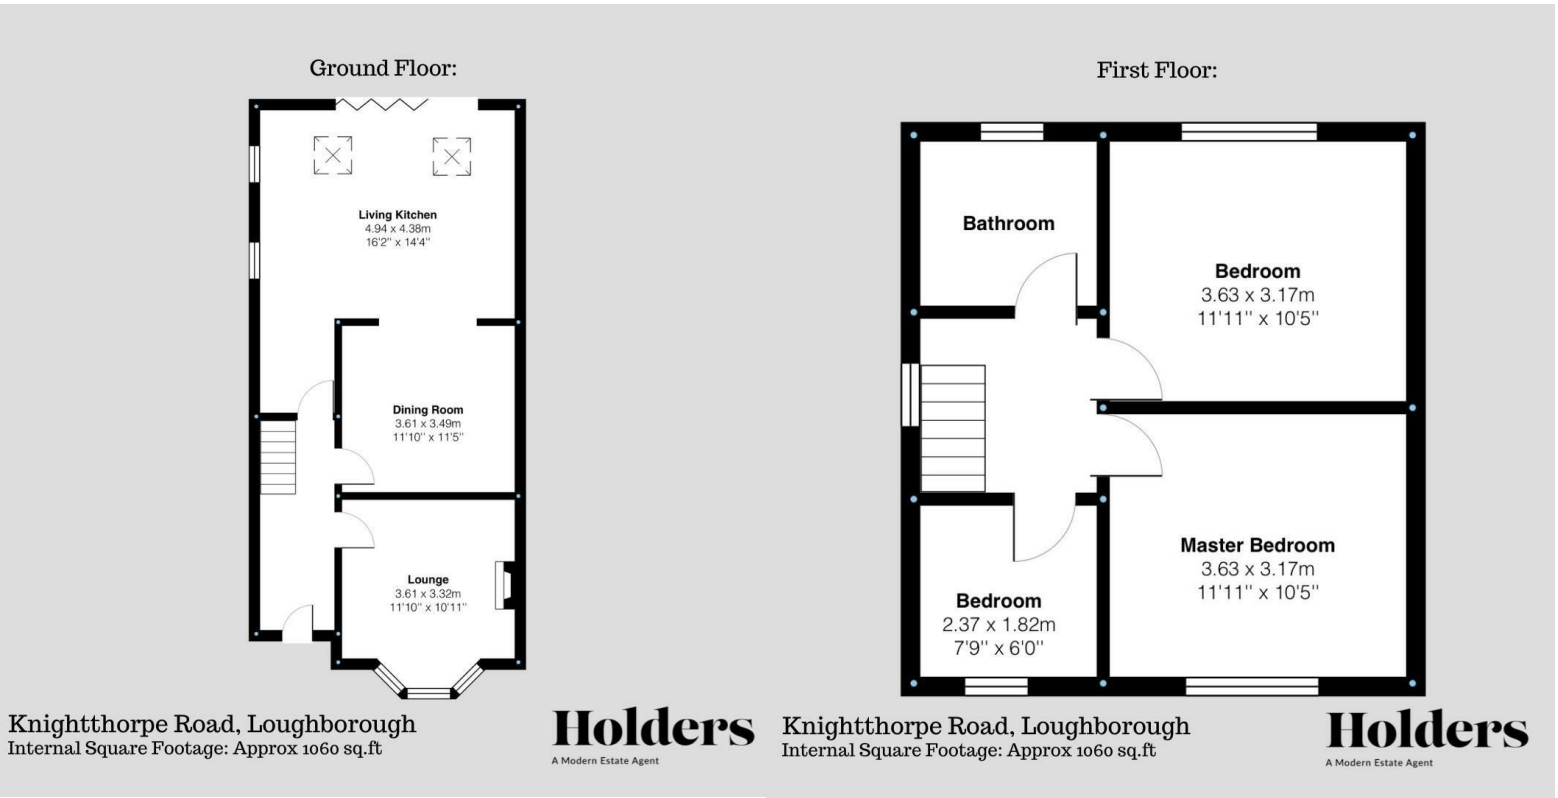 Ground Floor:
Living Kitchen
4.94 x 4.38m
16'2'' x 14'4''
Dining Room
3.61 x 3.49m
11'10'' x 11'5''
Lounge
3.61 x 3.32m
11'10'' x 10'11''
Knightthorpe Road, Loughborough
Internal Square Footage: Approx 1060 sq.ft
Holders
A Modern Estate Agent
First Floor:
Bathroom
Bedroom
3.63 x 3.17m
11'11'' x 10'5''
Master Bedroom
3.63 x 3.17m
11'11'' x 10'5''
Bedroom
2.37 x 1.82m
7'9'' x 6'0''
Knightthorpe Road, Loughborough
Internal Square Footage: Approx 1060 sq.ft
Holders
A Modern Estate Agent